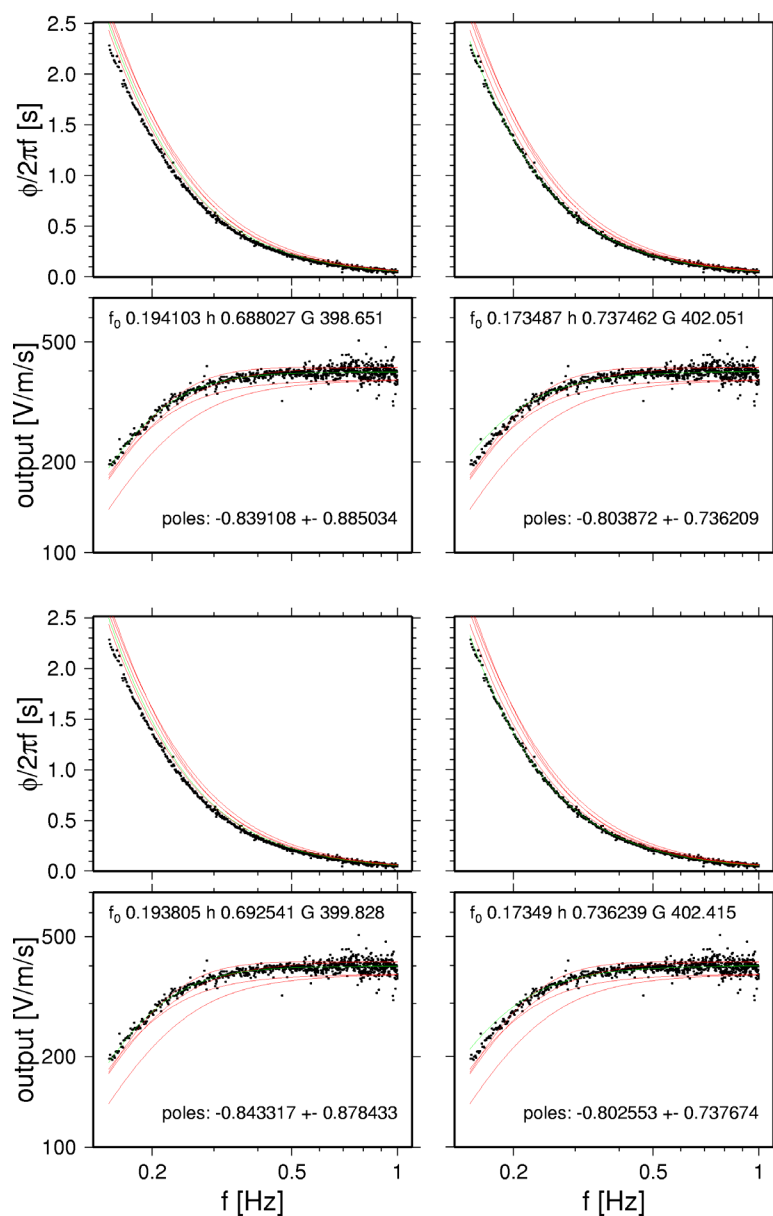 2.5
2.0
1.5
1.0
0.5
0.0
ϕ/2πf [s]
f0 0.194103 h 0.688027 G 398.651
f0 0.173487 h 0.737462 G 402.051
500
200
100
output [V/m/s]
poles: -0.839108 +- 0.885034
poles: -0.803872 +- 0.736209
2.5
2.0
1.5
1.0
0.5
0.0
ϕ/2πf [s]
f0 0.193805 h 0.692541 G 399.828
f0 0.17349 h 0.736239 G 402.415
500
200
100
output [V/m/s]
poles: -0.843317 +- 0.878433
poles: -0.802553 +- 0.737674
0.2 0.5 1
0.2 0.5 1
f [Hz]
f [Hz]